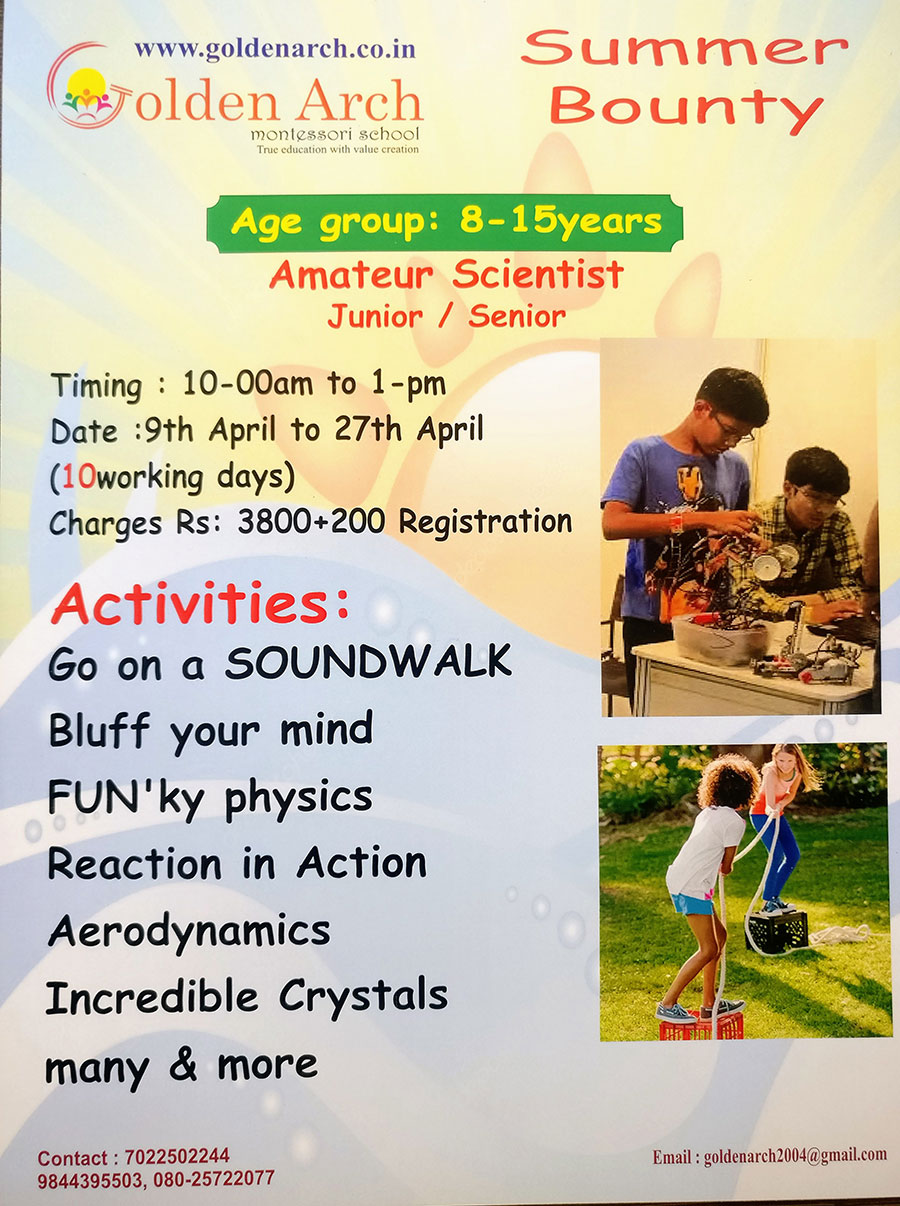 www.goldenarch.co.in
Golden Arch
montessori school
True education with value creation
Summer
Bounty
Age group: 8-15years
Amateur Scientist
Junior / Senior
Timing : 10-00am to 1-pm
Date :9th April to 27th April
(10working days)
Charges Rs: 3800+200 Registration
Activities:
Go on a SOUNDWALK
Bluff your mind
FUN'ky physics
Reaction in Action
Aerodynamics
Incredible Crystals
many & more
Contact : 7022502244
9844395503, 080-25722077
Email : goldenarch2004@gmail.com